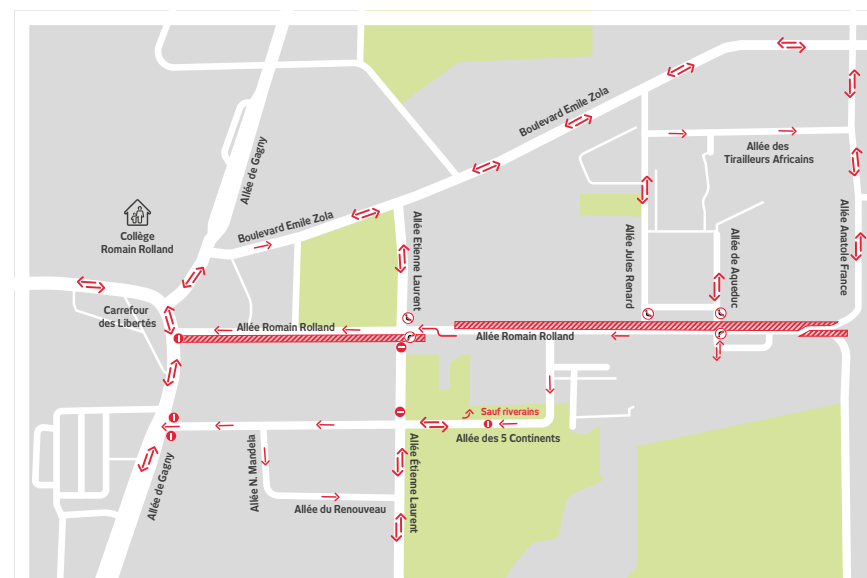 Boulevard Emile Zola
Allée des
Tirailleurs Africains
Allée de Gagny
Collège
Romain Rolland
Boulevard Emile Zola
Allée Etienne Laurent
Allée Jules Renard
Allée de Aqueduc
Allée Anatole France
Carrefour
des Libertés
Allée Romain Rolland
Allée Romain Rolland
Sauf riverains
Allée des 5 Continents
Allée N. Mandela
Allée Étienne Laurent
Allée de Gagny
Allée du Renouveau